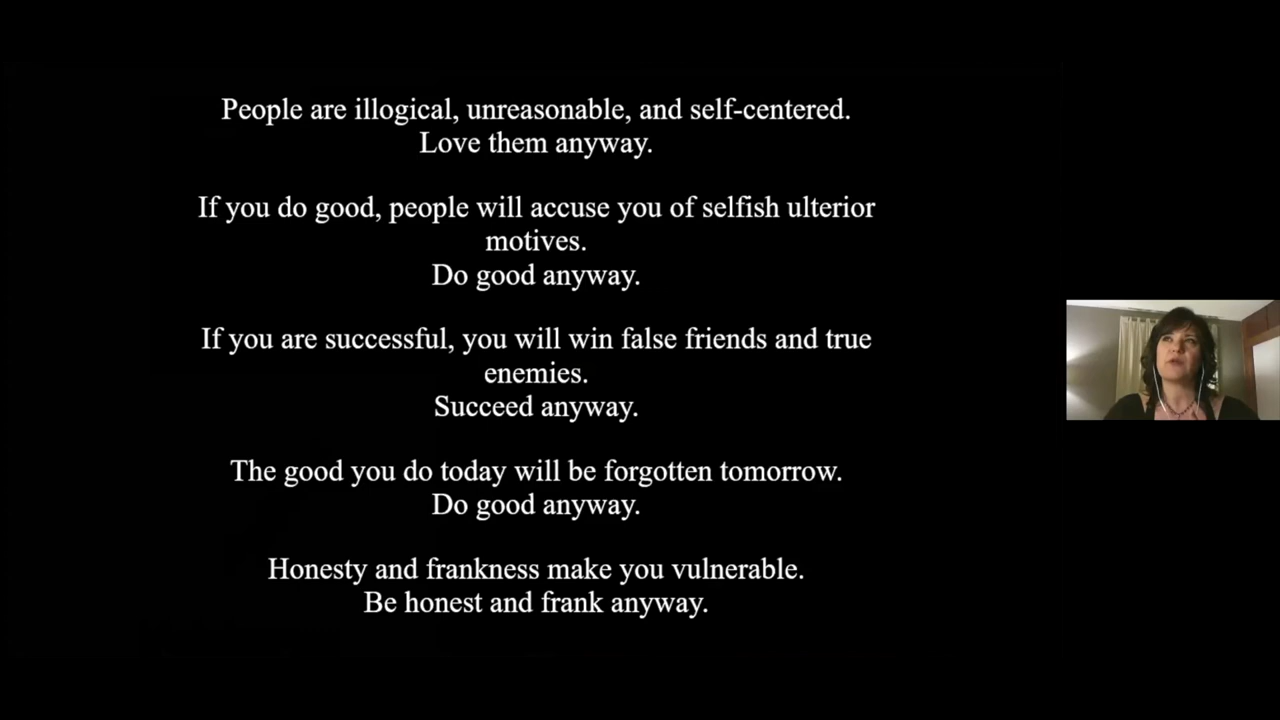 People are illogical, unreasonable, and self-centered.
Love them anyway.
If you do good, people will accuse you of selfish ulterior
motives.
Do good anyway.
If you are successful, you will win false friends and true
enemies.
Succeed anyway.
The good you do today will be forgotten tomorrow.
Do good anyway.
Honesty and frankness make you vulnerable.
Be honest and frank anyway.